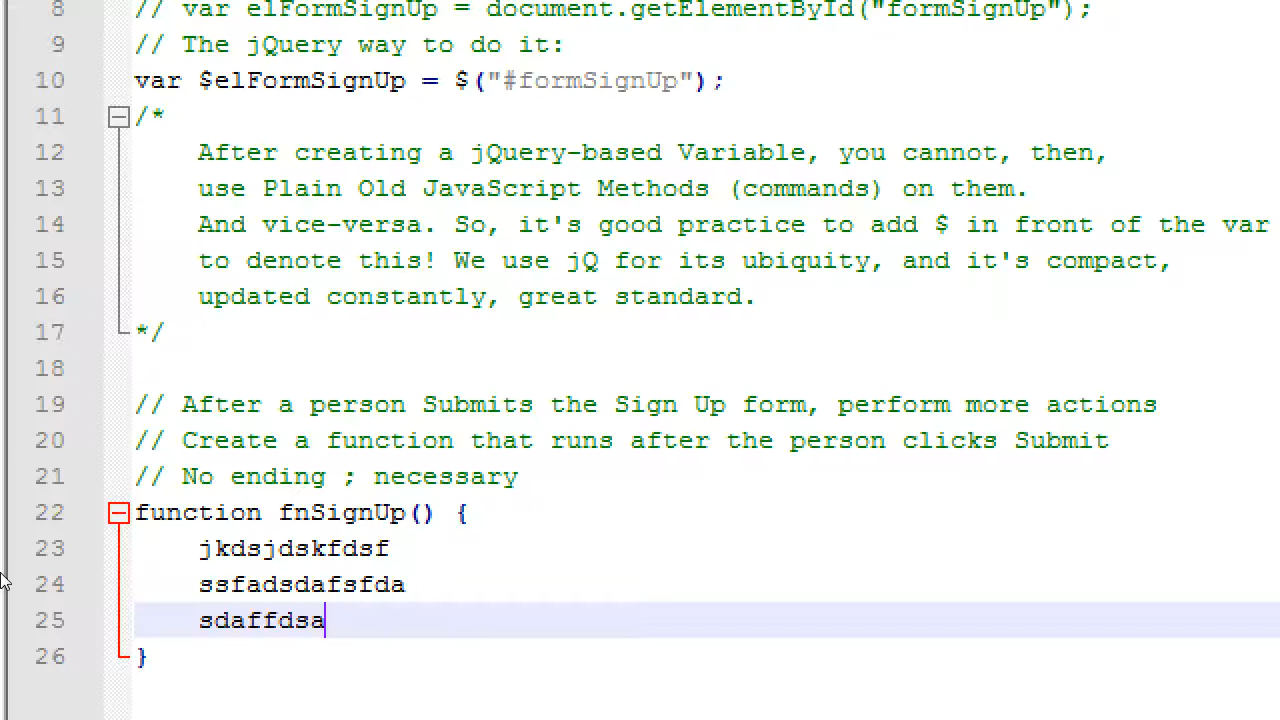 8 // var elFormSignUp = document.getElementById("formSignUp");
9 // The jQuery way to do it:
10 var $elFormSignUp = $("#formSignUp");
11 /*
12 After creating a jQuery-based Variable, you cannot, then,
13 use Plain Old JavaScript Methods (commands) on them.
14 And vice-versa. So, it's good practice to add $ in front of the var
15 to denote this! We use jQ for its ubiquity, and it's compact,
16 updated constantly, great standard.
17 */
18
19 // After a person Submits the Sign Up form, perform more actions
20 // Create a function that runs after the person clicks Submit
21 // No ending ; necessary
22 function fnSignUp() {
23 jkdsjdskfdsf
24 ssfadsdafsfda
25 sdaffdsa
26 }